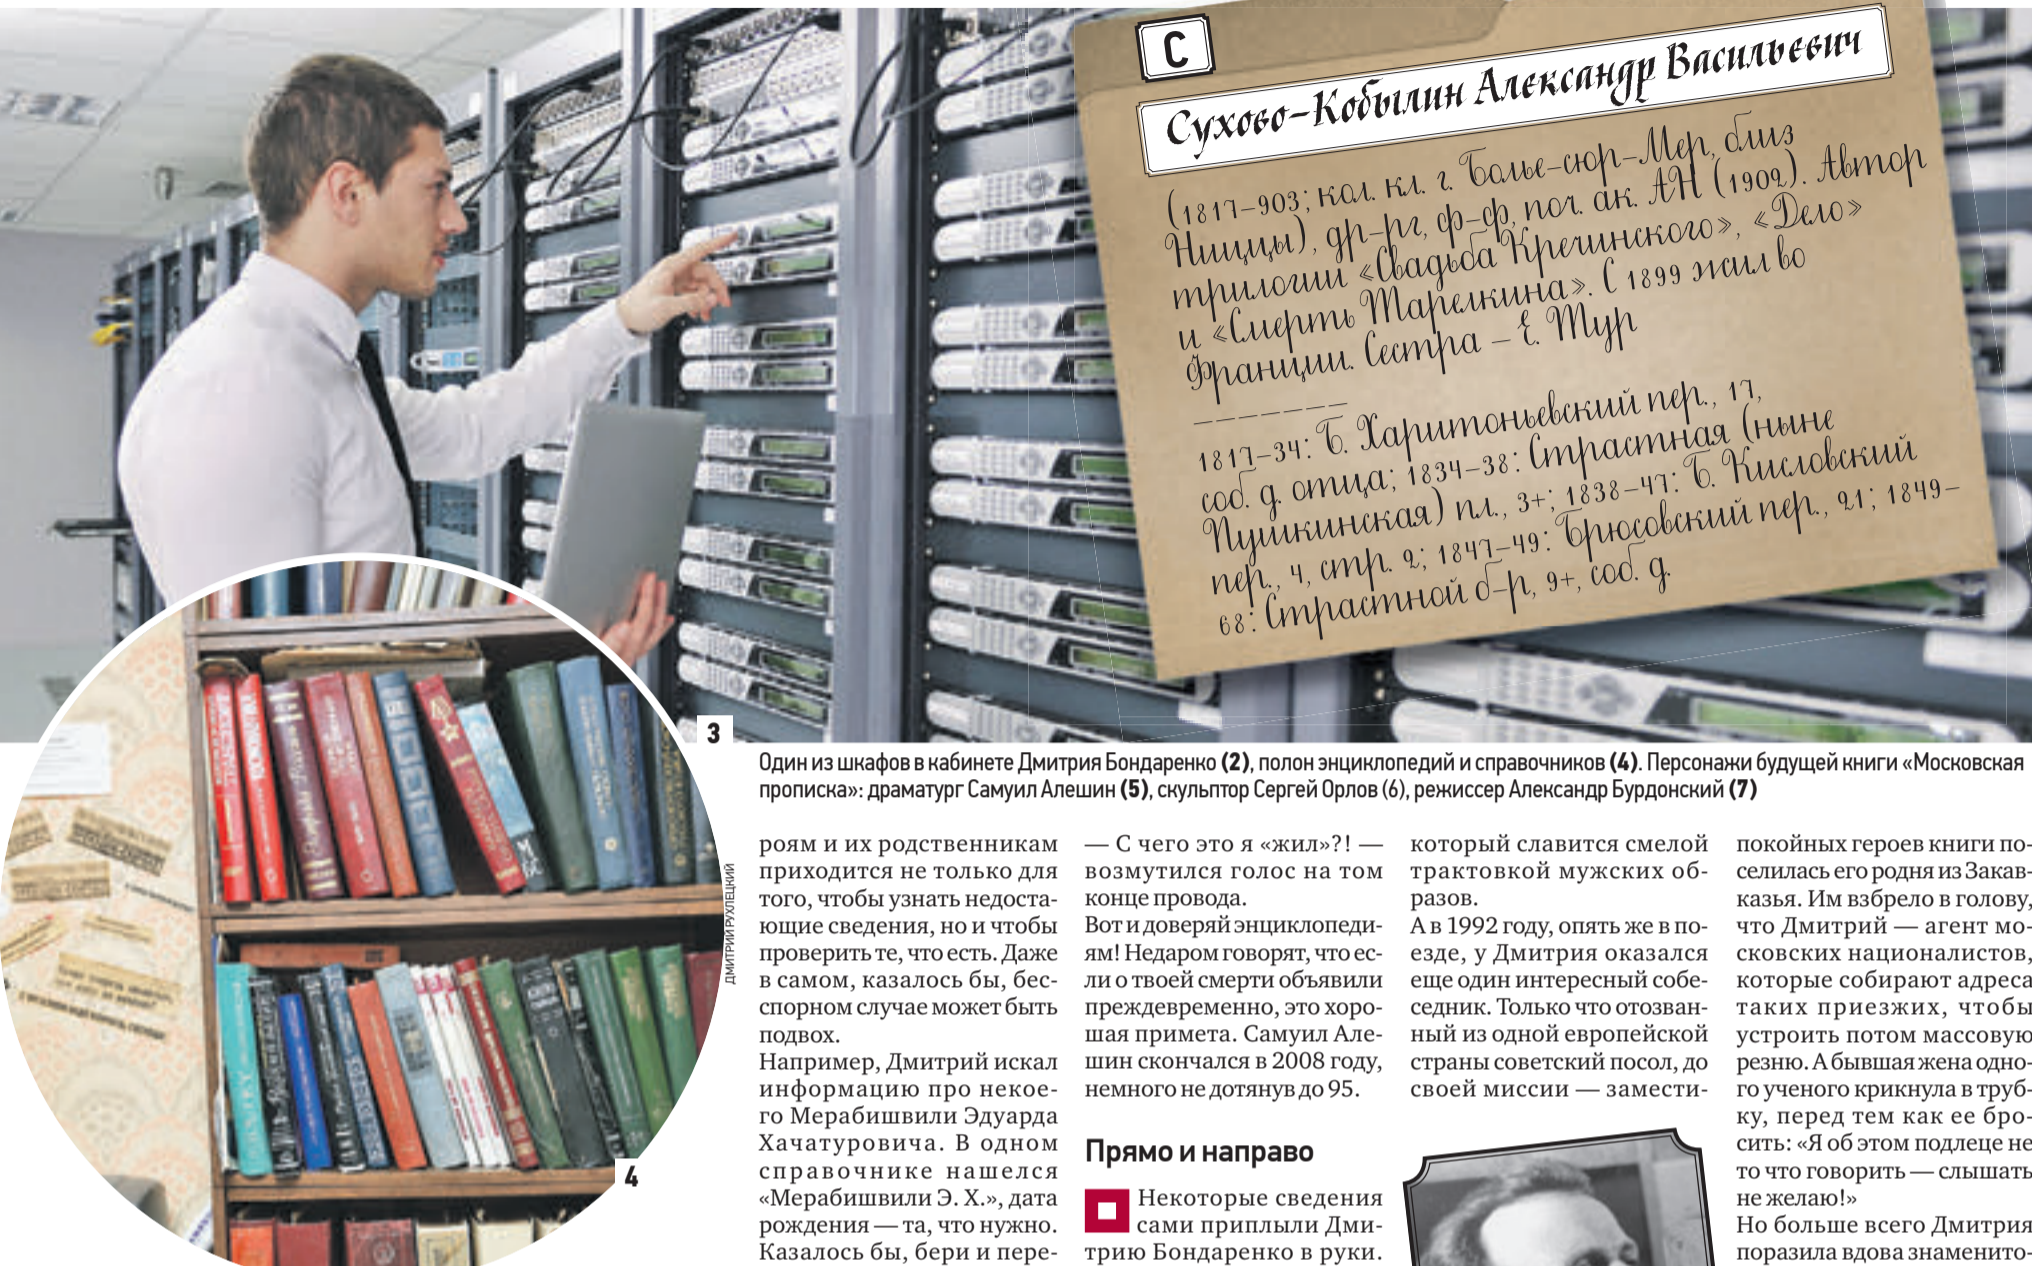 С
Сухово-Кобылин Александр Васильевич
(1817-903; кол. кл. г. Болье-сюр-Мер, близ
Ниццы), др-рг, ф-ф, поч. ак. АН (1902). Автор
трилогии «Свадьба Кречинского», «Дело»
и «Смерть Тарелкина». С 1899 жил во
Франции. Сестра – Е. Тур
1817-34: Б. Харитоньевский пер., 17,
соб. д. отца; 1834-38: Страстная (ныне
Пушкинская) пл., 3+; 1838-47: Б. Кисловский
пер., 4, стр. 2; 1847-49: Брюсовский пер., 21; 1849-
68: Страстной б-р, 9+, соб. д.
3
4
ДМИТРИЙ РУХЛЕЦКИЙ
Один из шкафов в кабинете Дмитрия Бондаренко (2), полон энциклопедий и справочников (4). Персонажи будущей книги «Московская
прописка»: драматург Самуил Алешин (5), скульптор Сергей Орлов (6), режиссер Александр Бурдонский (7)
роям и их родственникам
приходится не только для
того, чтобы узнать недоста-
ющие сведения, но и чтобы
проверить те, что есть. Даже
в самом, казалось бы, бес-
спорном случае может быть
подвох.
Например, Дмитрий искал
информацию про некое-
го Мерабишвили Эдуарда
Хачатуровича. В одном
справочнике нашелся
«Мерабишвили Э. Х.», дата
рождения — та, что нужно.
Казалось бы, бери и пере-
— С чего это я «жил»?! —
возмутился голос на том
конце провода.
Вот и доверяй энциклопеди-
ям! Недаром говорят, что ес-
ли о твоей смерти объявили
преждевременно, это хоро-
шая примета. Самуил Але-
шин скончался в 2008 году,
немного не дотянув до 95.
Прямо и направо
Некоторые сведения
сами приплыли Дми-
трию Бондаренко в руки.
который славится смелой
трактовкой мужских об-
разов.
А в 1992 году, опять же в по-
езде, у Дмитрия оказался
еще один интересный собе-
седник. Только что отозван-
ный из одной европейской
страны советский посол, до
своей миссии — замести-
покойных героев книги по-
селилась его родня из Закав-
казья. Им взбрело в голову,
что Дмитрий — агент мо-
сковских националистов,
которые собирают адреса
таких приезжих, чтобы
устроить потом массовую
резню. А бывшая жена одно-
го ученого крикнула в труб-
ку, перед тем как ее бро-
сить: «Я об этом подлеце не
то что говорить — слышать
не желаю!»
Но больше всего Дмитрия
поразила вдова знаменито-